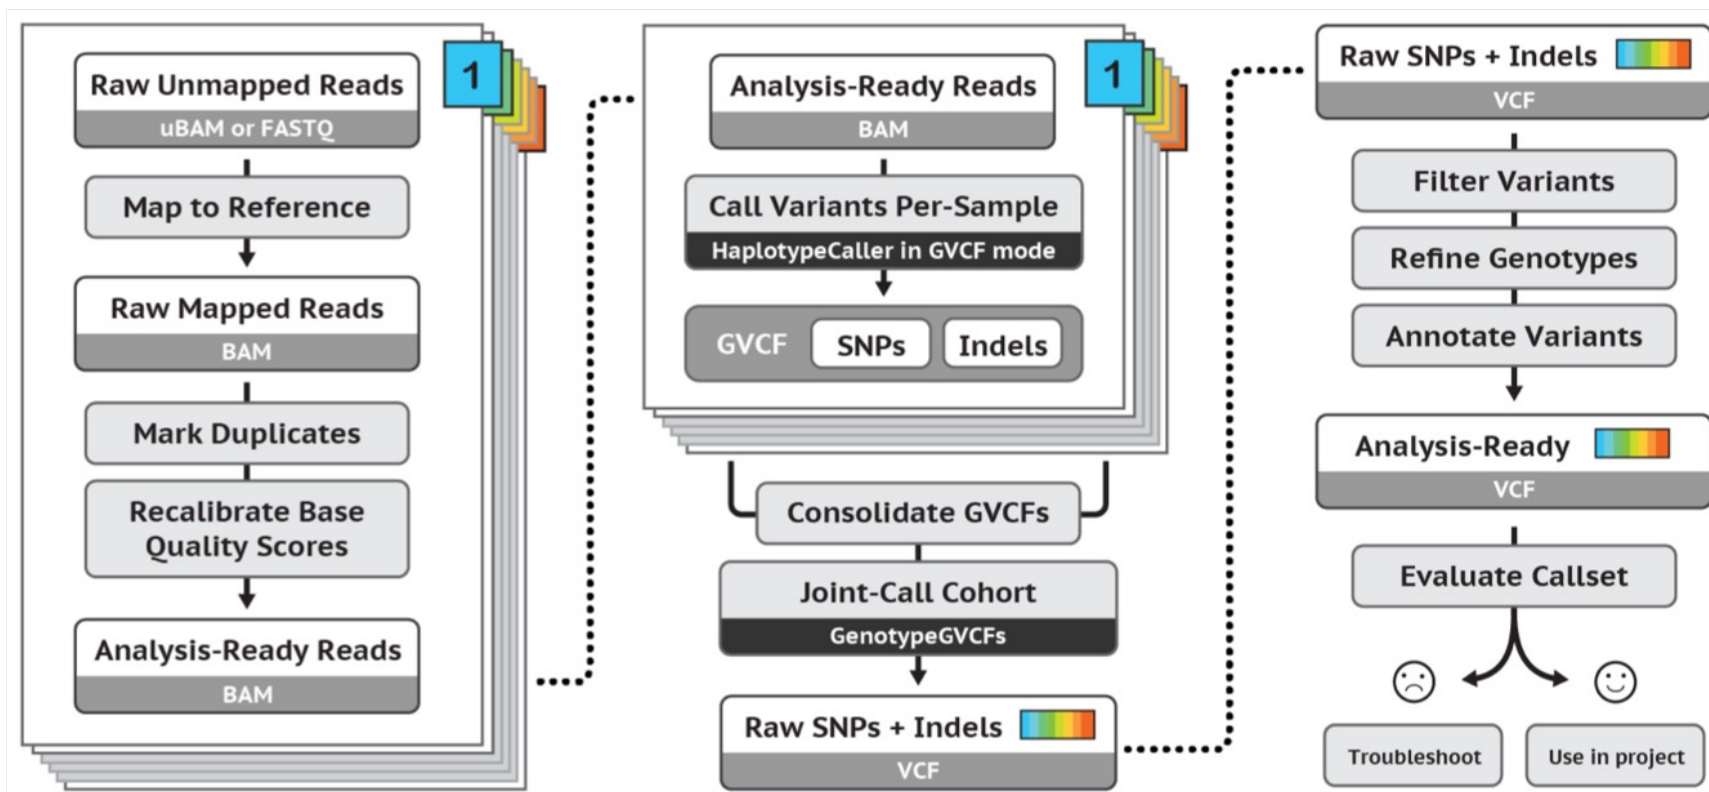 1
Raw Unmapped Reads
uBAM or FASTQ
Map to Reference
Raw Mapped Reads
BAM
Mark Duplicates
Recalibrate Base
Quality Scores
Analysis-Ready Reads
BAM
1
Analysis-Ready Reads
BAM
Call Variants Per-Sample
HaplotypeCaller in GVCF mode
GVCF SNPs Indels
Consolidate GVCFs
Joint-Call Cohort
GenotypeGVCFs
Raw SNPs + Indels
VCF
Raw SNPs + Indels
VCF
Filter Variants
Refine Genotypes
Annotate Variants
Analysis-Ready
VCF
Evaluate Callset
Troubleshoot
Use in project